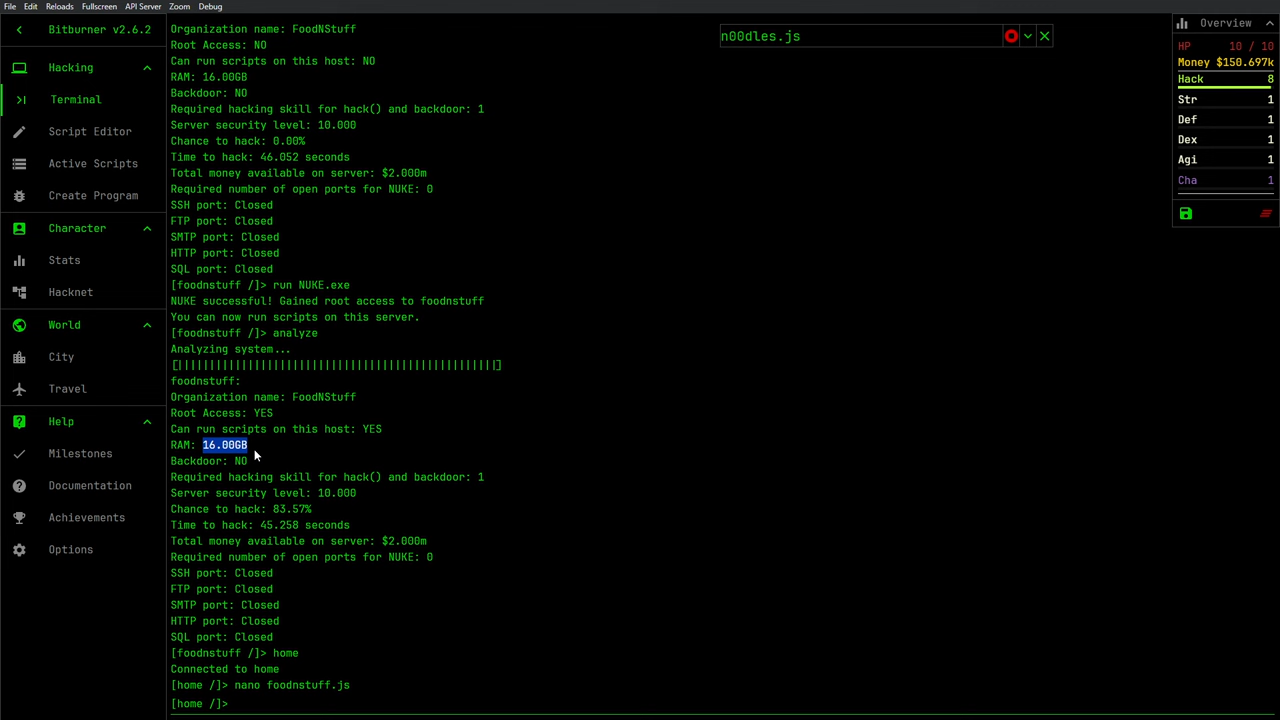 File Edit Reloads Fullscreen API Server Zoom Debug
Bitburner v2.6.2
Hacking
Terminal
Script Editor
Active Scripts
Create Program
Character
Stats
Hacknet
World
City
Travel
Help
Milestones
Documentation
Achievements
Options
Organization name: FoodNStuff
Root Access: NO
Can run scripts on this host: NO
RAM: 16.00GB
Backdoor: NO
Required hacking skill for hack() and backdoor: 1
Server security level: 10.000
Chance to hack: 0.00%
Time to hack: 46.052 seconds
Total money available on server: $2.000m
Required number of open ports for NUKE: 0
SSH port: Closed
FTP port: Closed
SMTP port: Closed
HTTP port: Closed
SQL port: Closed
[foodnstuff /]> run NUKE.exe
NUKE successful! Gained root access to foodnstuff
You can now run scripts on this server.
[foodnstuff /]> analyze
Analyzing system...
[||||||||||||||||||||||||||||||||||||||||||||||||||]
foodnstuff:
Organization name: FoodNStuff
Root Access: YES
Can run scripts on this host: YES
RAM: 16.00GB
Backdoor: NO
Required hacking skill for hack() and backdoor: 1
Server security level: 10.000
Chance to hack: 83.57%
Time to hack: 45.258 seconds
Total money available on server: $2.000m
Required number of open ports for NUKE: 0
SSH port: Closed
FTP port: Closed
SMTP port: Closed
HTTP port: Closed
SQL port: Closed
[foodnstuff /]> home
Connected to home
[home /]> nano foodnstuff.js
[home /]>
n00dles.js
Overview
HP 10 / 10
Money $150.697k
Hack 8
Str 1
Def 1
Dex 1
Agi 1
Cha 1